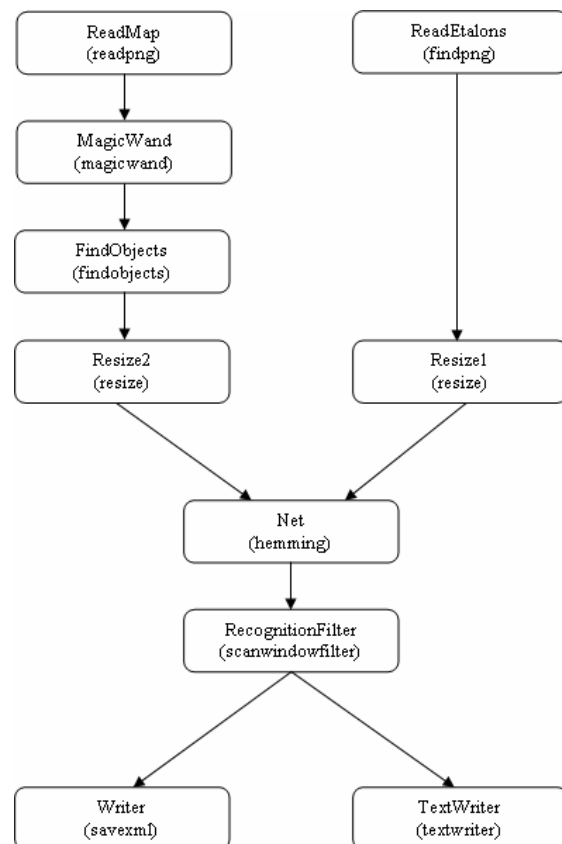 ReadMap
(readpng)
ReadEtalons
(findpng)
MagicWand
(magicwand)
FindObjects
(findobjects)
Resize2
(resize)
Resize1
(resize)
Net
(hemming)
RecognitionFilter
(scanwindowfilter)
Writer
(savexml)
TextWriter
(textwriter)